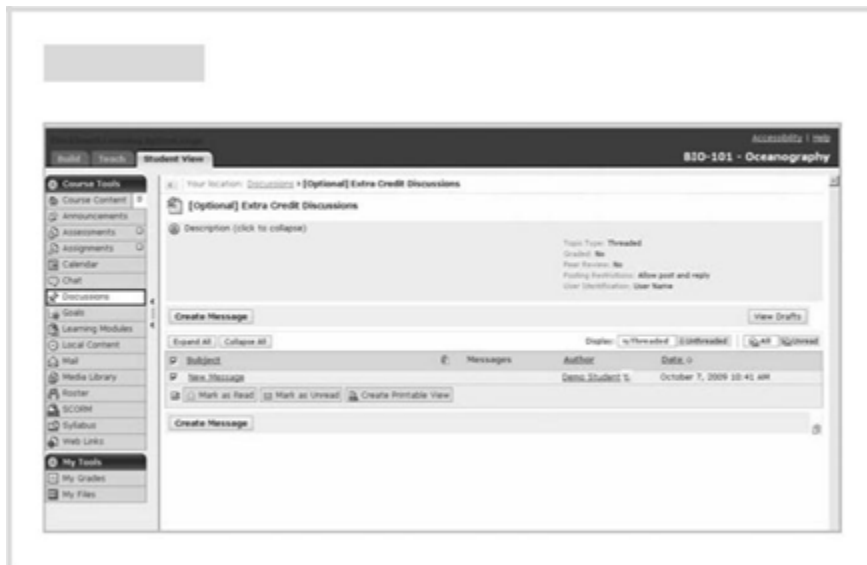 Accessibility | Help
Build Teach Student View
BIO-101 - Oceanography
Course Tools
Course Content
Announcements
Assessments
Assignments
Calendar
Chat
Discussions
Goals
Learning Modules
Local Content
Mail
Media Library
Roster
SCORM
Syllabus
Web Links
My Tools
My Grades
My Files
Your location: Discussions › [Optional] Extra Credit Discussions
[Optional] Extra Credit Discussions
Description (click to collapse)
Topic Type: Threaded
Graded: No
Peer Review: No
Posting Restrictions: Allow post and reply
User Identification: User Name
Create Message View Drafts
Expand All Collapse All Display: Threaded Unthreaded All Unread
Subject Messages Author Date
New Message Demo Student October 7, 2009 10:41 AM
Mark as Read Mark as Unread Create Printable View
Create Message